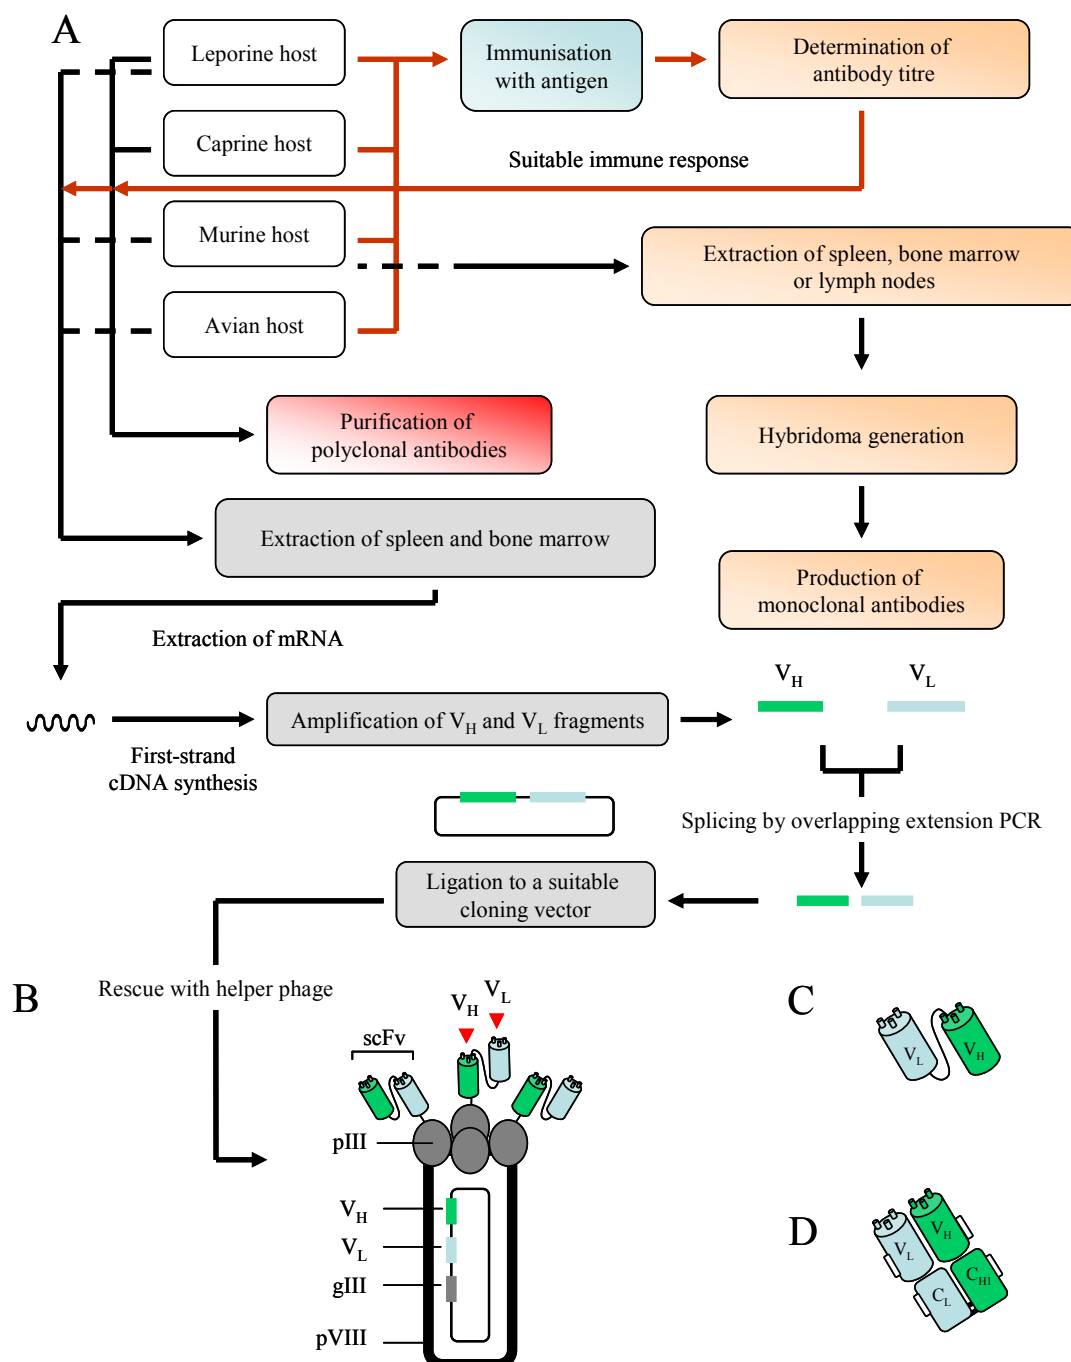 A
Leporine host
Immunisation
with antigen
Determination of
antibody titre
Caprine host
Suitable immune response
Murine host
Extraction of spleen, bone marrow
or lymph nodes
Avian host
Purification of
polyclonal antibodies
Hybridoma generation
Extraction of spleen and bone marrow
Production of
monoclonal antibodies
Extraction of mRNA
VH VL
Amplification of VH and VL fragments
First-strand
cDNA synthesis
Splicing by overlapping extension PCR
Ligation to a suitable
cloning vector
Rescue with helper phage
B
VH VL
scFv
pIII
VH
VL
gIII
pVIII
C
VL VH
D
VL VH
CL CH1